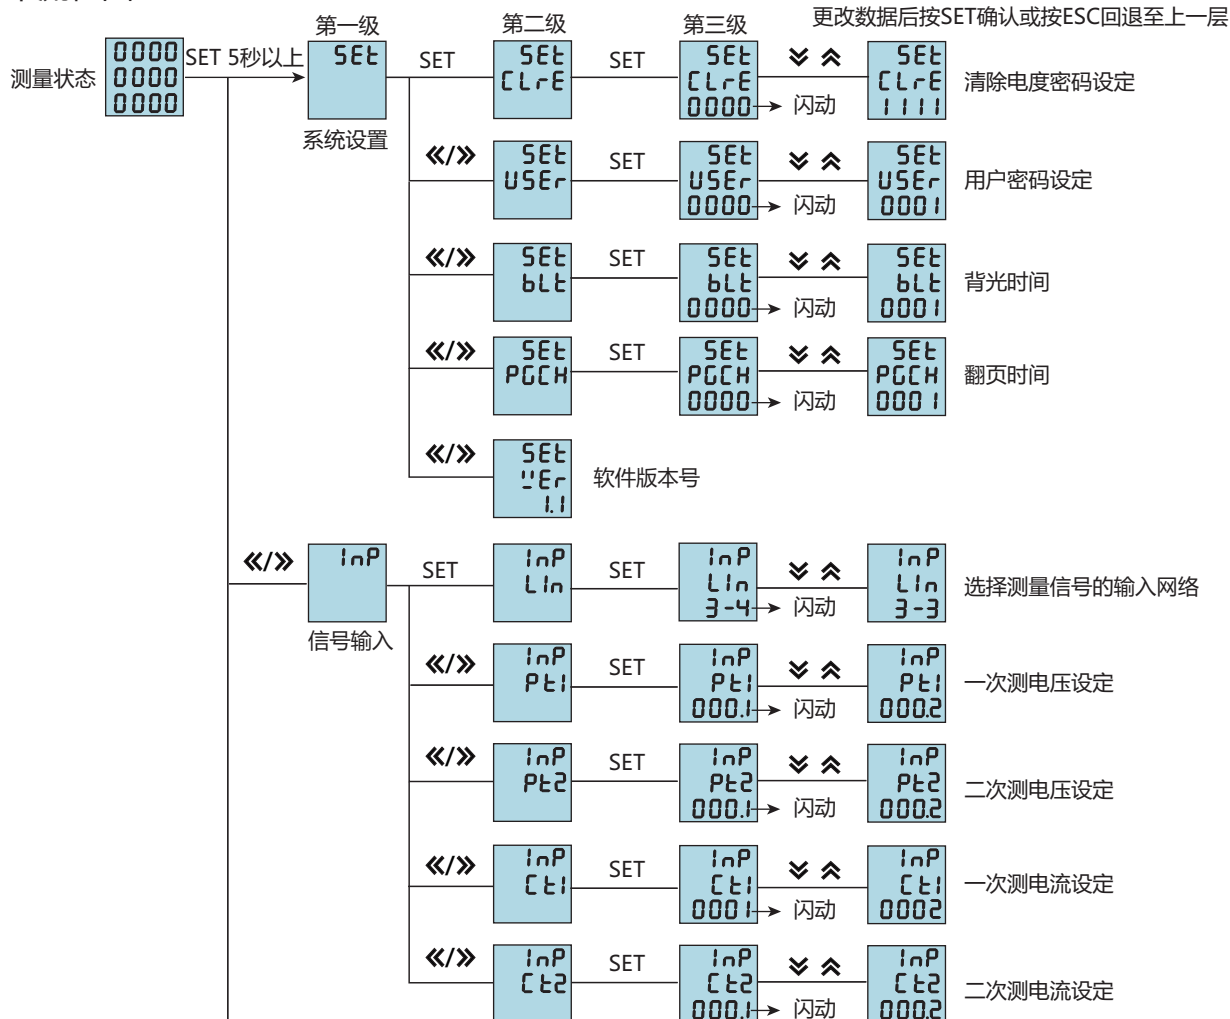 更改数据后按SET确认或按ESC回退至上一层
第一级 第二级 第三级
测量状态 0000 0000 0000 SET 5秒以上 SEt 系统设置
SET SEt CLrE SET SEt CLrE 0000 闪动 SEt CLrE 1111 清除电度密码设定
«/» SEt USEr SET SEt USEr 0000 闪动 SEt USEr 0001 用户密码设定
«/» SEt bLt SET SEt bLt 0000 闪动 SEt bLt 0001 背光时间
«/» SEt PGCH SET SEt PGCH 0000 闪动 SEt PGCH 0001 翻页时间
«/» SEt VEr 1.1 软件版本号
«/» InP 信号输入
SET InP LIn SET InP LIn 3-4 闪动 InP LIn 3-3 选择测量信号的输入网络
«/» InP Pt1 SET InP Pt1 000.1 闪动 InP Pt1 000.2 一次测电压设定
«/» InP Pt2 SET InP Pt2 000.1 闪动 InP Pt2 000.2 二次测电压设定
«/» InP Ct1 SET InP Ct1 0001 闪动 InP Ct1 0002 一次测电流设定
«/» InP Ct2 SET InP Ct2 000.1 闪动 InP Ct2 000.2 二次测电流设定